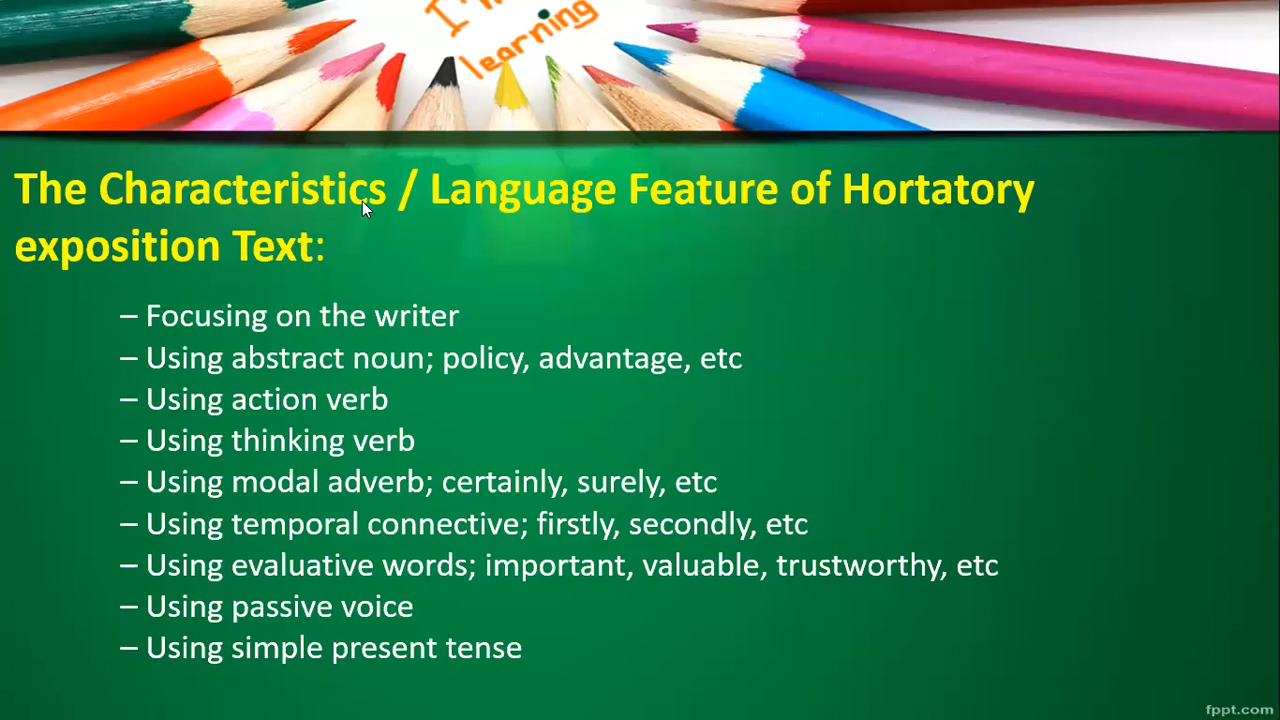 I'm
learning
The Characteristics / Language Feature of Hortatory
exposition Text:
– Focusing on the writer
– Using abstract noun; policy, advantage, etc
– Using action verb
– Using thinking verb
– Using modal adverb; certainly, surely, etc
– Using temporal connective; firstly, secondly, etc
– Using evaluative words; important, valuable, trustworthy, etc
– Using passive voice
– Using simple present tense
fppt.com